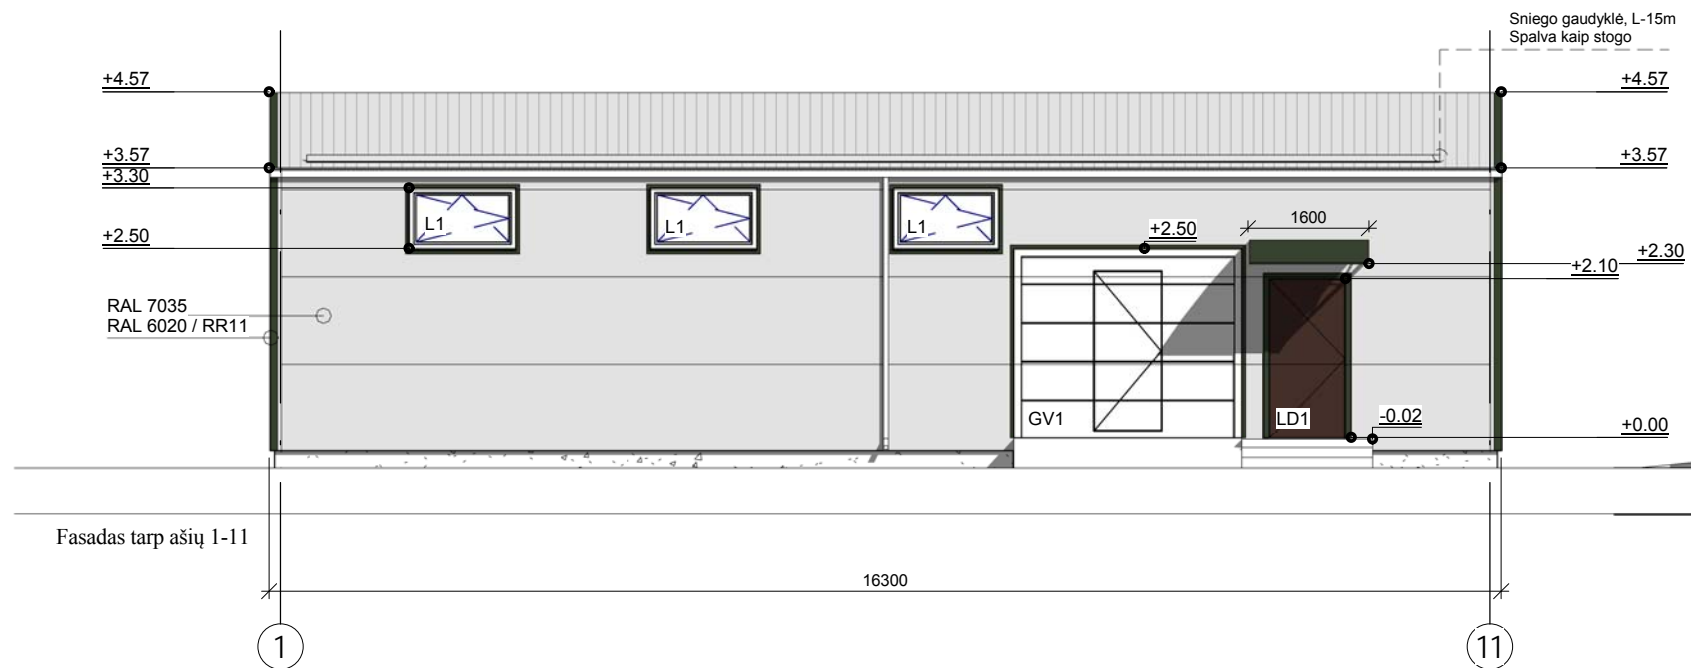 Sniego gaudyklė, L-15m
Spalva kaip stogo
+4.57
+4.57
+3.57
+3.57
+3.30
L1
L1
L1
1600
+2.50
+2.50
+2.30
+2.10
RAL 7035
RAL 6020 / RR11
GV1
LD1
-0.02
+0.00
Fasadas tarp ašių 1-11
16300
1
11